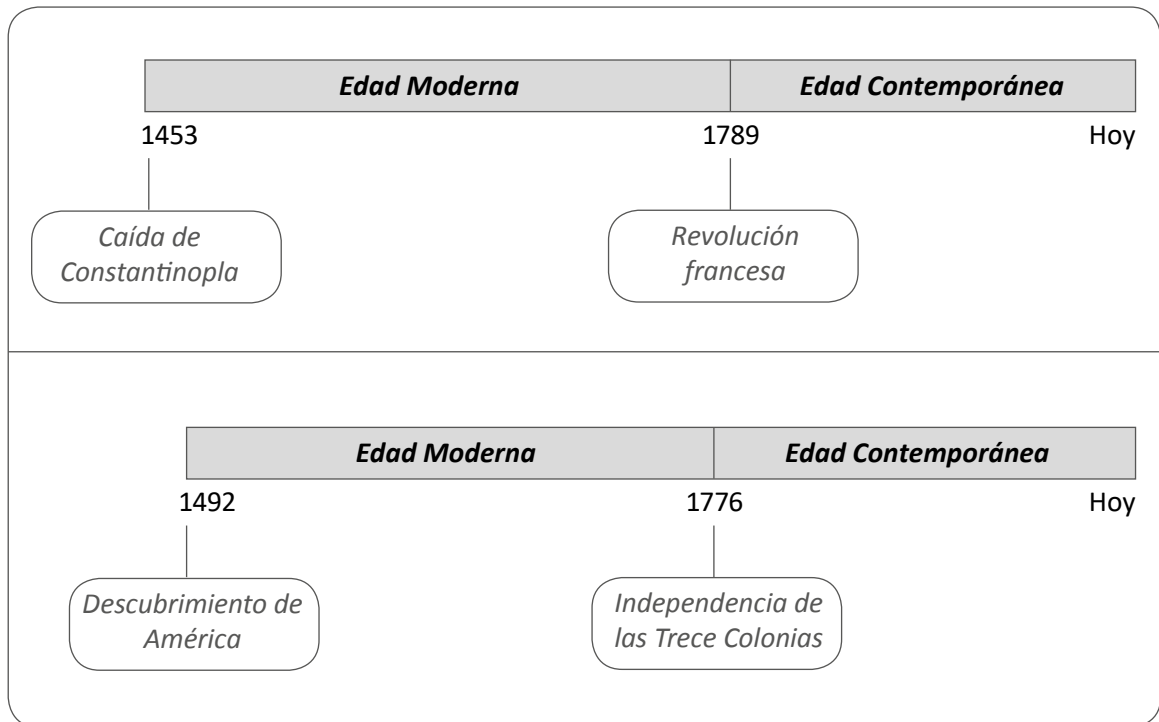 Edad Moderna
Edad Contemporánea
1453
1789
Hoy
Caída de
Constantinopla
Revolución
francesa
Edad Moderna
Edad Contemporánea
1492
1776
Hoy
Descubrimiento de
América
Independencia de
las Trece Colonias